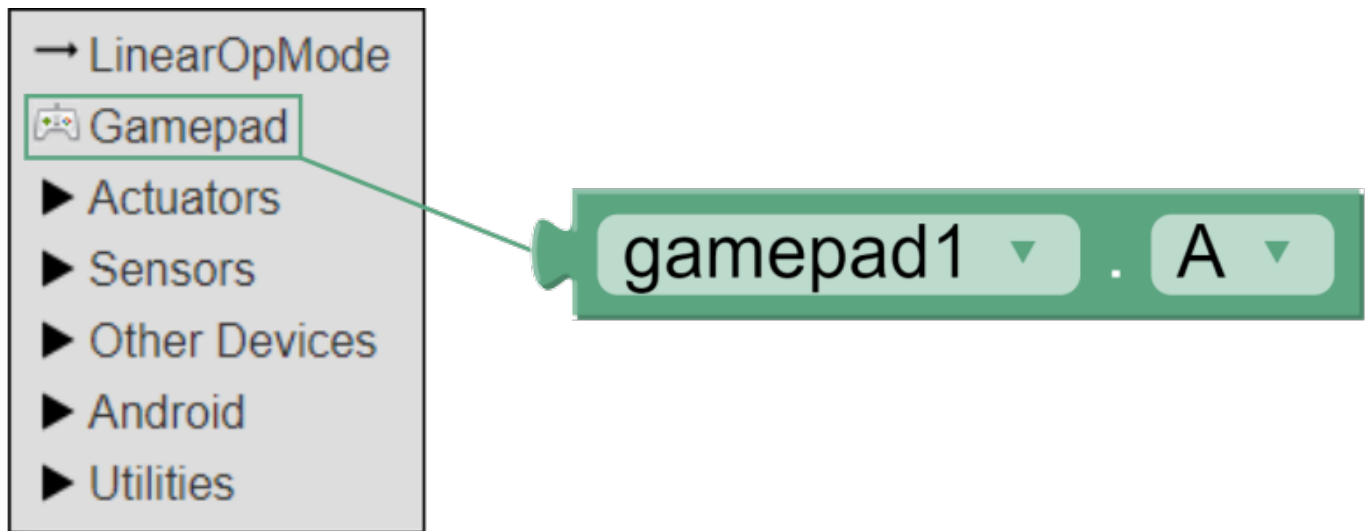 LinearOpMode
Gamepad
gamepad1 . A
Actuators
Sensors
Other Devices
Android
Utilities